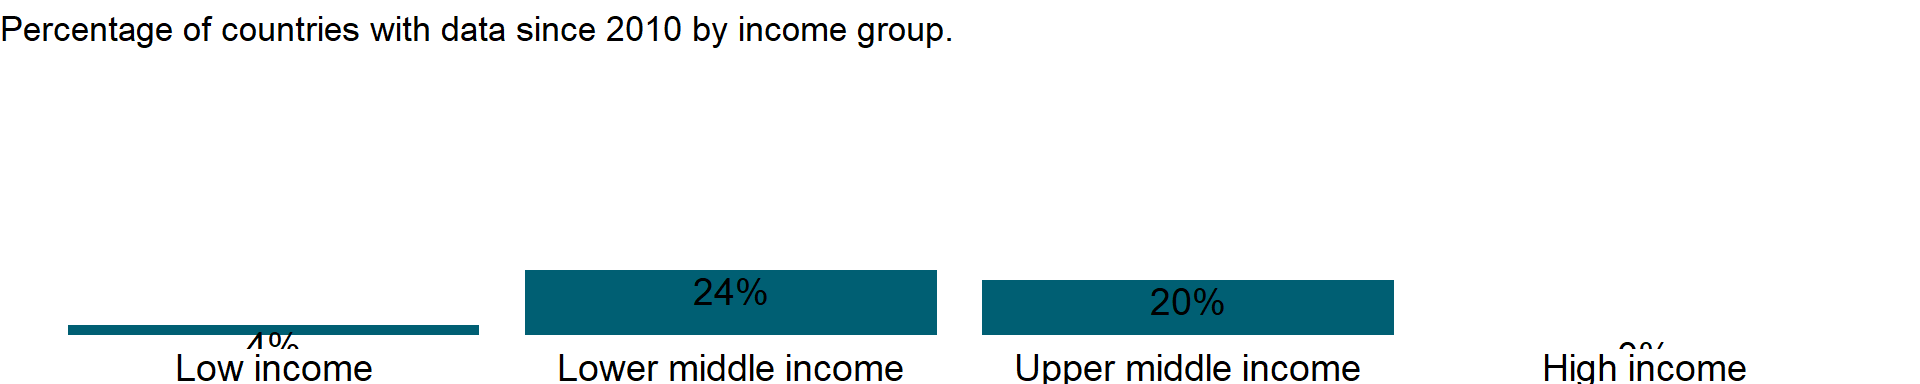 Percentage of countries with data since 2010 by income group.
24%
20%
4%
0%
Low income
Lower middle income
Upper middle income
High income